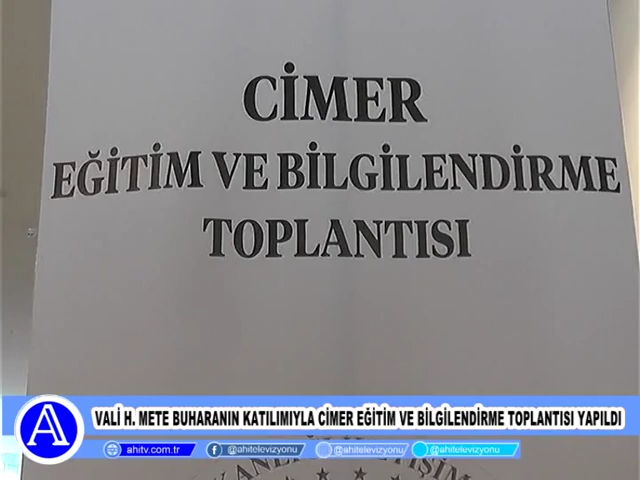 CİMER
EĞİTİM VE BİLGİLENDİRME
TOPLANTISI
VALİ H. METE BUHARANIN KATILIMIYLA CİMER EĞİTİM VE BİLGİLENDİRME TOPLANTISI YAPILDI
A
ahitv.com.tr
@ahitelevizyonu
@ahitelevizyonu
@ahitelevizyonu